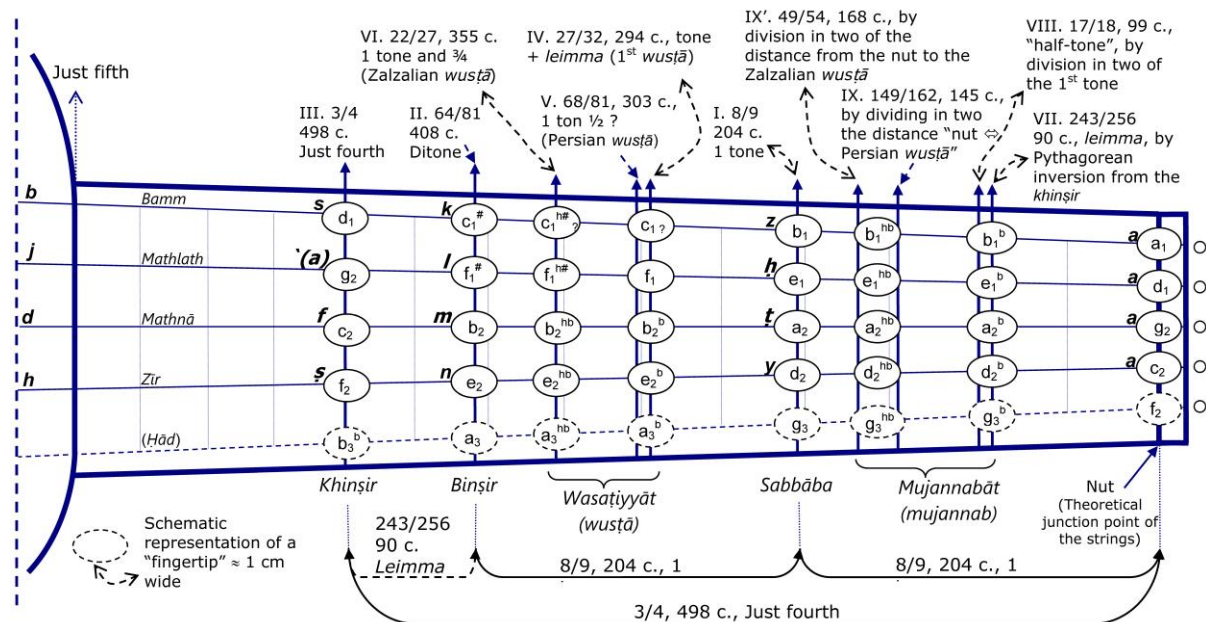 Just fifth
VI. 22/27, 355 c.
1 tone and ¾
(Zalzalian wusṭā)
IV. 27/32, 294 c., tone
+ leimma (1st wusṭā)
IX’. 49/54, 168 c., by
division in two of the
distance from the nut to the
Zalzalian wusṭā
VIII. 17/18, 99 c.,
“half-tone”, by
division in two of
the 1st tone
III. 3/4
498 c.
Just fourth
II. 64/81
408 c.
Ditone
V. 68/81, 303 c.,
1 ton ½ ?
(Persian wusṭā)
I. 8/9
204 c.
1 tone
IX. 149/162, 145 c.,
by dividing in two
the distance “nut ⇔
Persian wusṭā”
VII. 243/256
90 c., leimma, by
Pythagorean
inversion from the
khinṣir
b Bamm s d1 k c1# c1h# ? c1 ? z b1 b1hb b1b a a1
j Mathlath ‘(a) g2 l f1# f1h# f1 ḥ e1 e1hb e1b a d1
d Mathnā f c2 m b2 b2hb b2b ṭ a2 a2hb a2b a g2
h Zīr ṣ f2 n e2 e2hb e2b y d2 d2hb d2b a c2
(Ḥād) b3b a3 a3hb a3b g3 g3hb g3b f2
Khinṣir Binṣir Wasaṭiyyāt Sabbāba Mujannabāt
(wusṭā) (mujannab)
Nut
(Theoretical
junction point of
the strings)
Schematic
representation of a
“fingertip” ≈ 1 cm
wide
243/256
90 c.
Leimma
8/9, 204 c., 1 8/9, 204 c., 1
3/4, 498 c., Just fourth